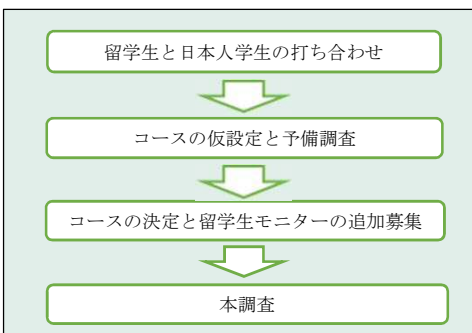 留学生と日本人学生の打ち合わせ
コースの仮設定と予備調査
コースの決定と留学生モニターの追加募集
本調査